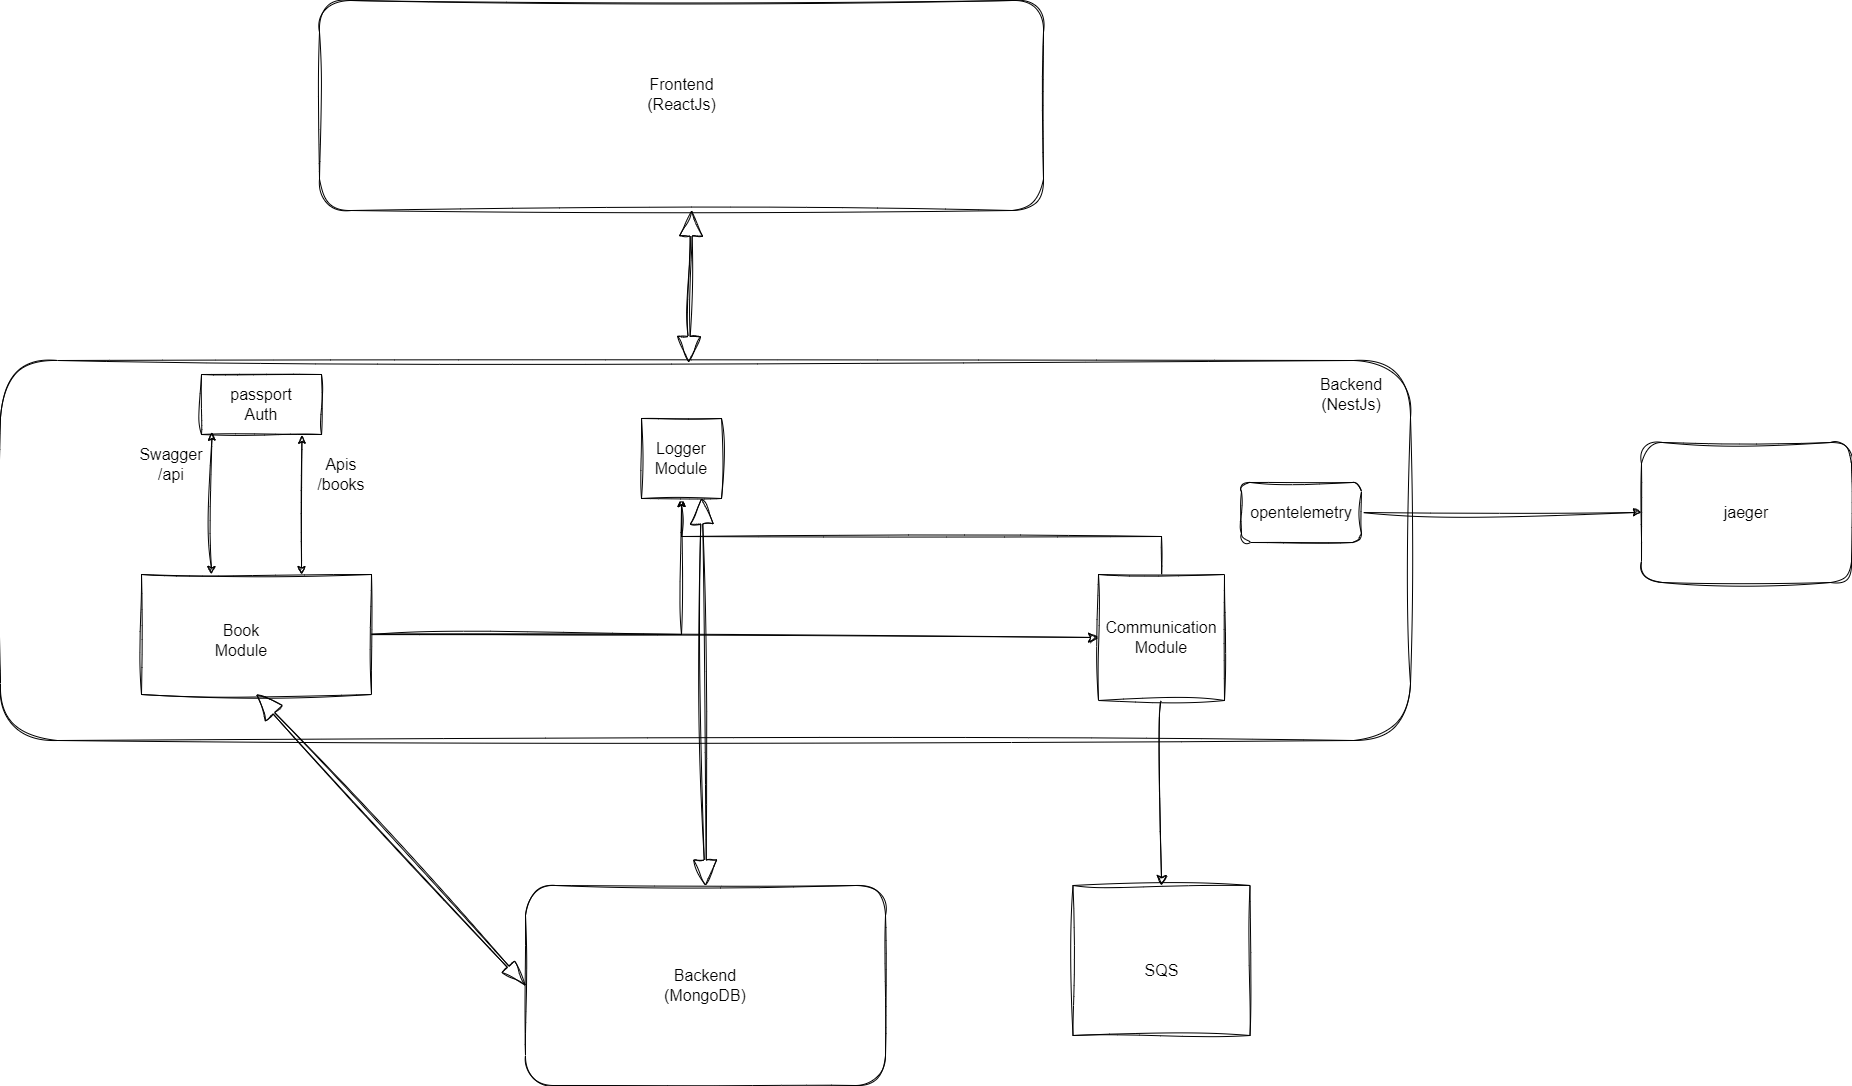 Frontend
(ReactJs)
Backend
(NestJs)
passport
Auth
Swagger
/api
Apis
/books
Logger
Module
opentelemetry
jaeger
Book
Module
Communication
Module
Backend
(MongoDB)
SQS